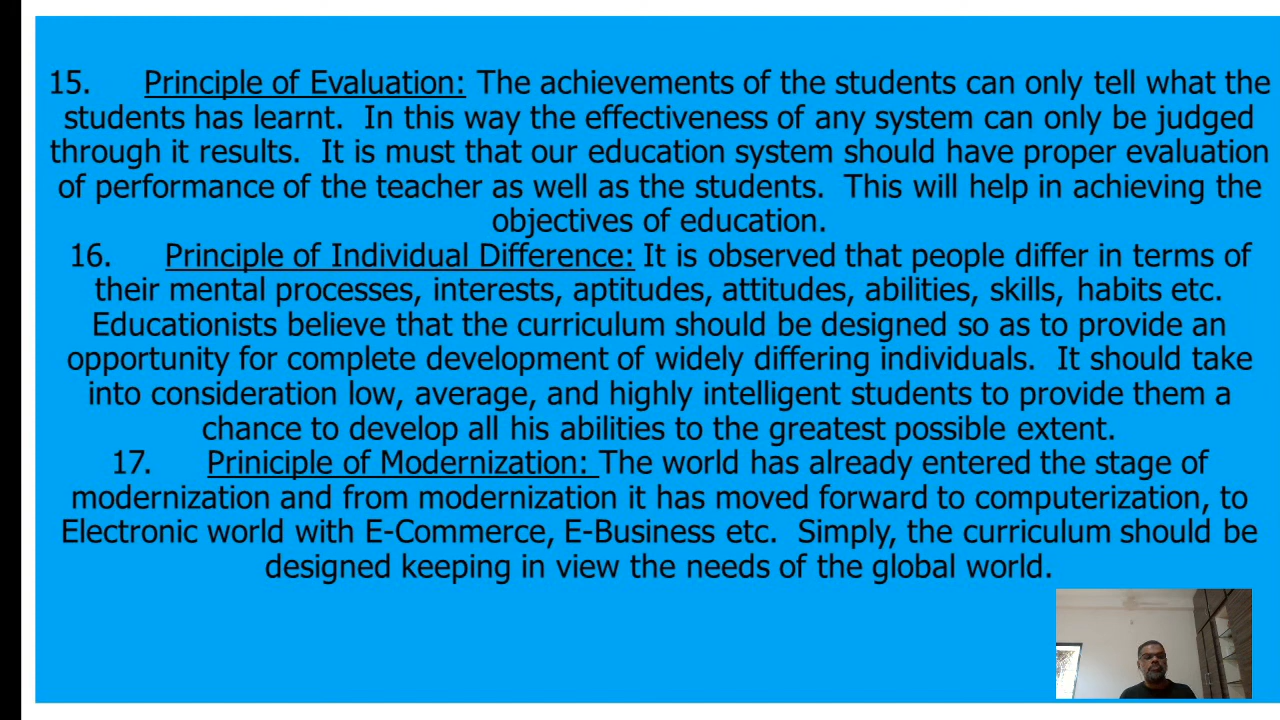 15. Principle of Evaluation: The achievements of the students can only tell what the
students has learnt. In this way the effectiveness of any system can only be judged
through it results. It is must that our education system should have proper evaluation
of performance of the teacher as well as the students. This will help in achieving the
objectives of education.
16. Principle of Individual Difference: It is observed that people differ in terms of
their mental processes, interests, aptitudes, attitudes, abilities, skills, habits etc.
Educationists believe that the curriculum should be designed so as to provide an
opportunity for complete development of widely differing individuals. It should take
into consideration low, average, and highly intelligent students to provide them a
chance to develop all his abilities to the greatest possible extent.
17. Priniciple of Modernization: The world has already entered the stage of
modernization and from modernization it has moved forward to computerization, to
Electronic world with E-Commerce, E-Business etc. Simply, the curriculum should be
designed keeping in view the needs of the global world.